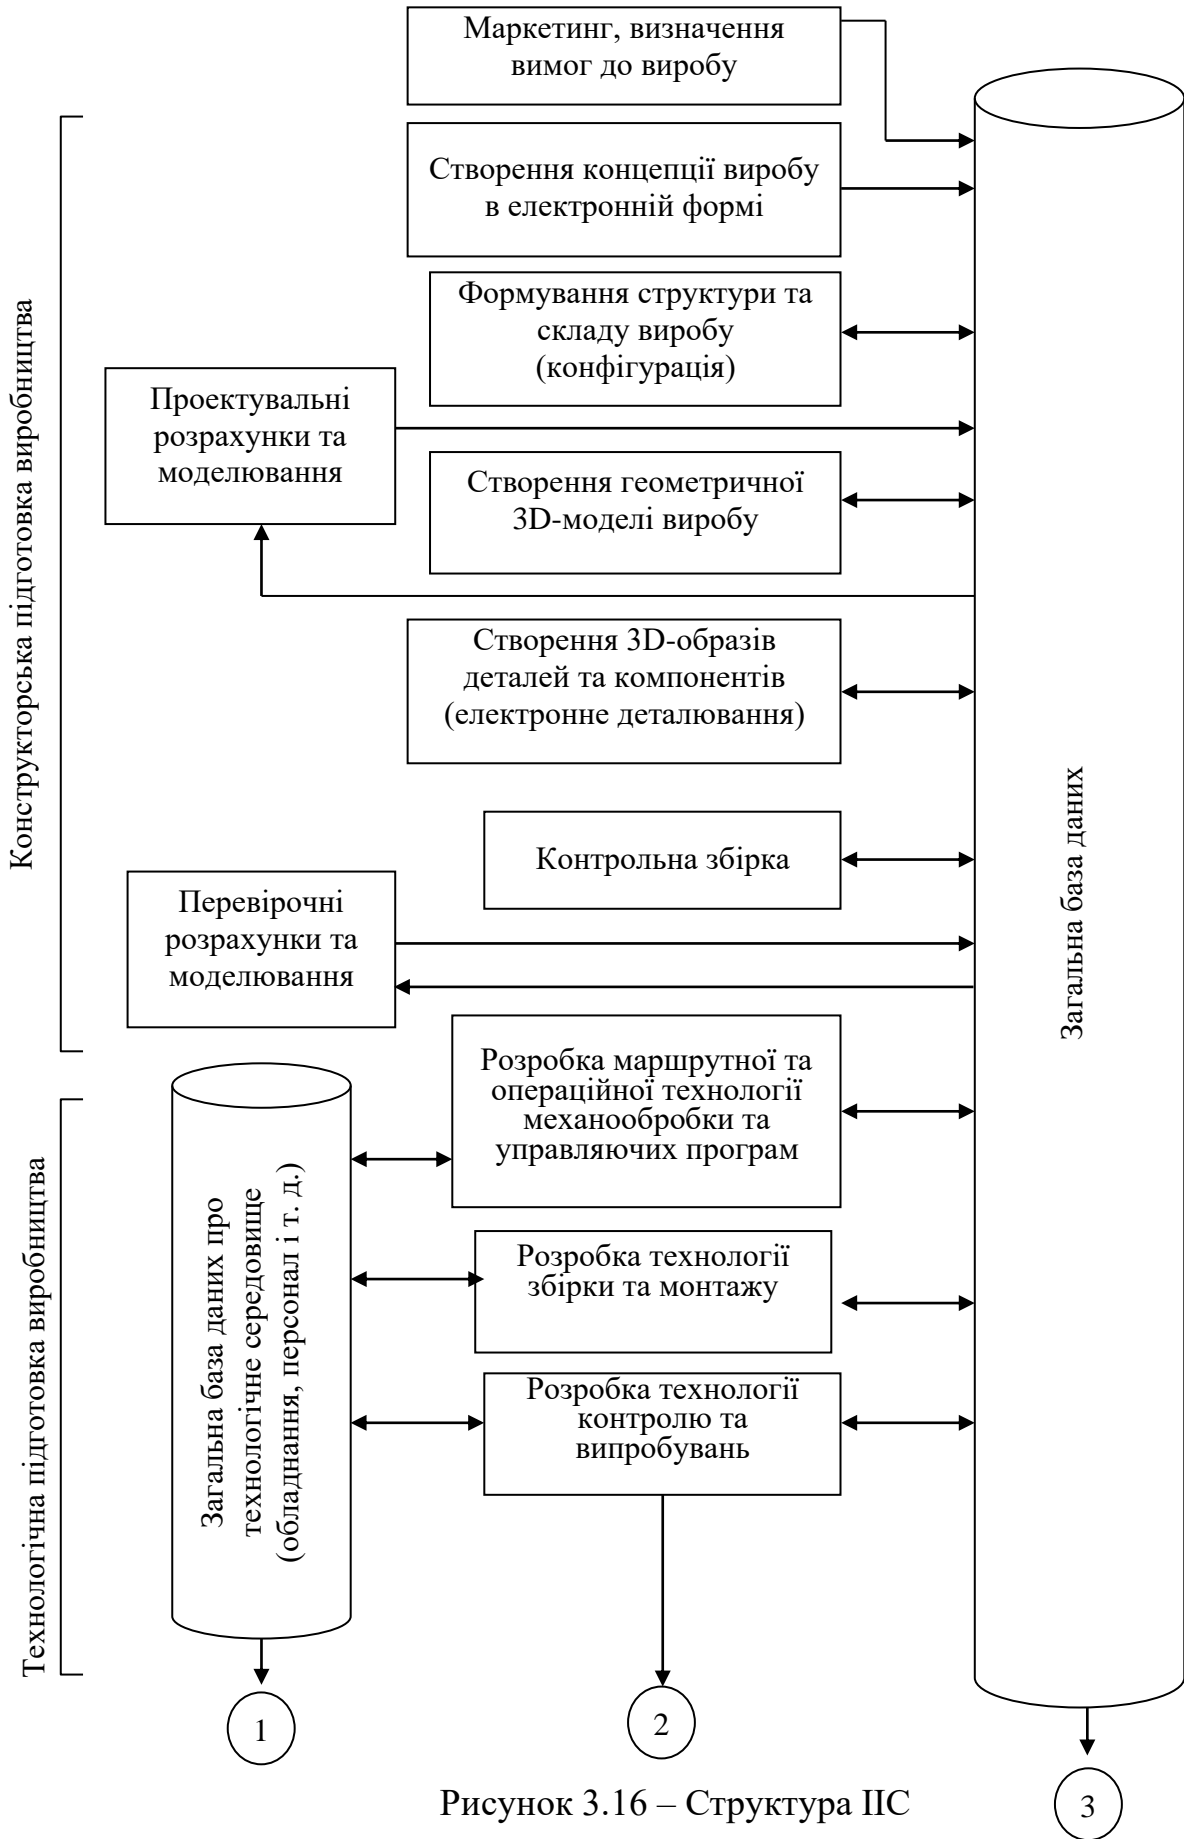 Маркетинг, визначення
вимог до виробу
Створення концепції виробу
в електронній формі
Формування структури та
складу виробу
(конфігурація)
Проектувальні
розрахунки та
моделювання
Створення геометричної
3D-моделі виробу
Створення 3D-образів
деталей та компонентів
(електронне деталювання)
Конструкторська підготовка виробництва
Контрольна збірка
Перевірочні
розрахунки та
моделювання
Загальна база даних
Розробка маршрутної та
операційної технології
механообробки та
управляючих програм
Технологічна підготовка виробництва
Загальна база даних про
технологічне середовище
(обладнання, персонал і т. д.)
Розробка технології
збірки та монтажу
Розробка технології
контролю та
випробувань
1
2
3
Рисунок 3.16 – Структура ІІС